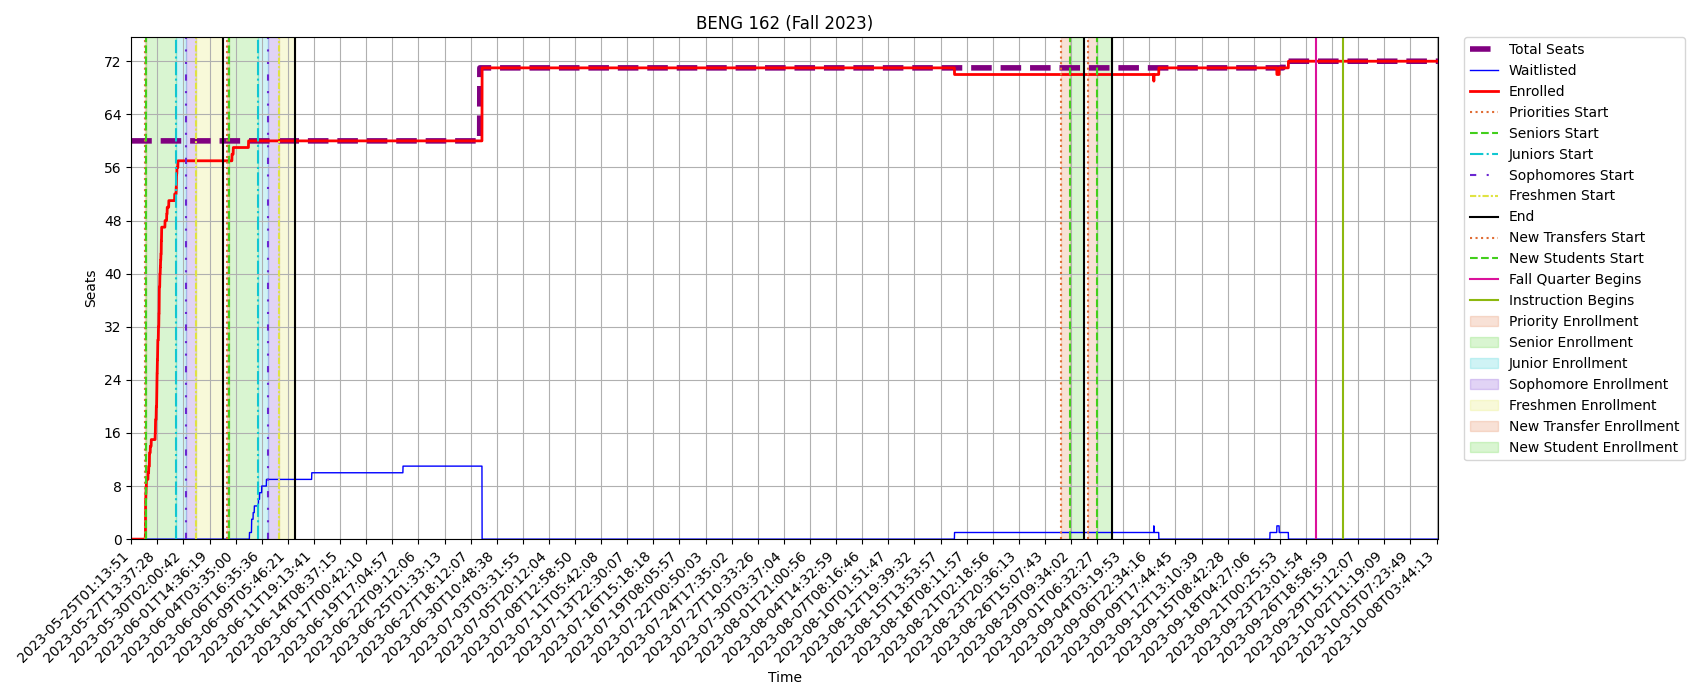 BENG 162 (Fall 2023)
Seats
72
64
56
48
40
32
24
16
8
0
2023-05-25T01:13:51
2023-05-27T13:37:28
2023-05-30T02:00:42
2023-06-01T14:36:19
2023-06-04T03:35:00
2023-06-06T16:35:36
2023-06-09T05:46:21
2023-06-11T19:13:41
2023-06-14T08:37:15
2023-06-17T00:42:10
2023-06-19T17:04:57
2023-06-22T09:12:06
2023-06-25T01:33:13
2023-06-27T18:12:07
2023-06-30T10:48:38
2023-07-03T03:31:55
2023-07-05T20:12:04
2023-07-08T12:58:50
2023-07-11T05:42:08
2023-07-13T22:30:07
2023-07-16T15:18:18
2023-07-19T08:05:57
2023-07-22T00:50:03
2023-07-24T17:35:02
2023-07-27T10:33:26
2023-07-30T03:37:04
2023-08-01T21:00:56
2023-08-04T14:32:59
2023-08-07T08:16:46
2023-08-10T01:51:47
2023-08-12T19:39:32
2023-08-15T13:53:57
2023-08-18T08:11:57
2023-08-21T02:18:56
2023-08-23T20:36:13
2023-08-26T15:07:43
2023-08-29T09:34:02
2023-09-01T06:32:27
2023-09-04T03:19:53
2023-09-06T22:34:16
2023-09-09T17:44:45
2023-09-12T13:10:39
2023-09-15T08:42:28
2023-09-18T04:27:06
2023-09-21T00:25:53
2023-09-23T23:01:54
2023-09-26T18:58:59
2023-09-29T15:12:07
2023-10-02T11:19:09
2023-10-05T07:23:49
2023-10-08T03:44:13
Time
Total Seats
Waitlisted
Enrolled
Priorities Start
Seniors Start
Juniors Start
Sophomores Start
Freshmen Start
End
New Transfers Start
New Students Start
Fall Quarter Begins
Instruction Begins
Priority Enrollment
Senior Enrollment
Junior Enrollment
Sophomore Enrollment
Freshmen Enrollment
New Transfer Enrollment
New Student Enrollment